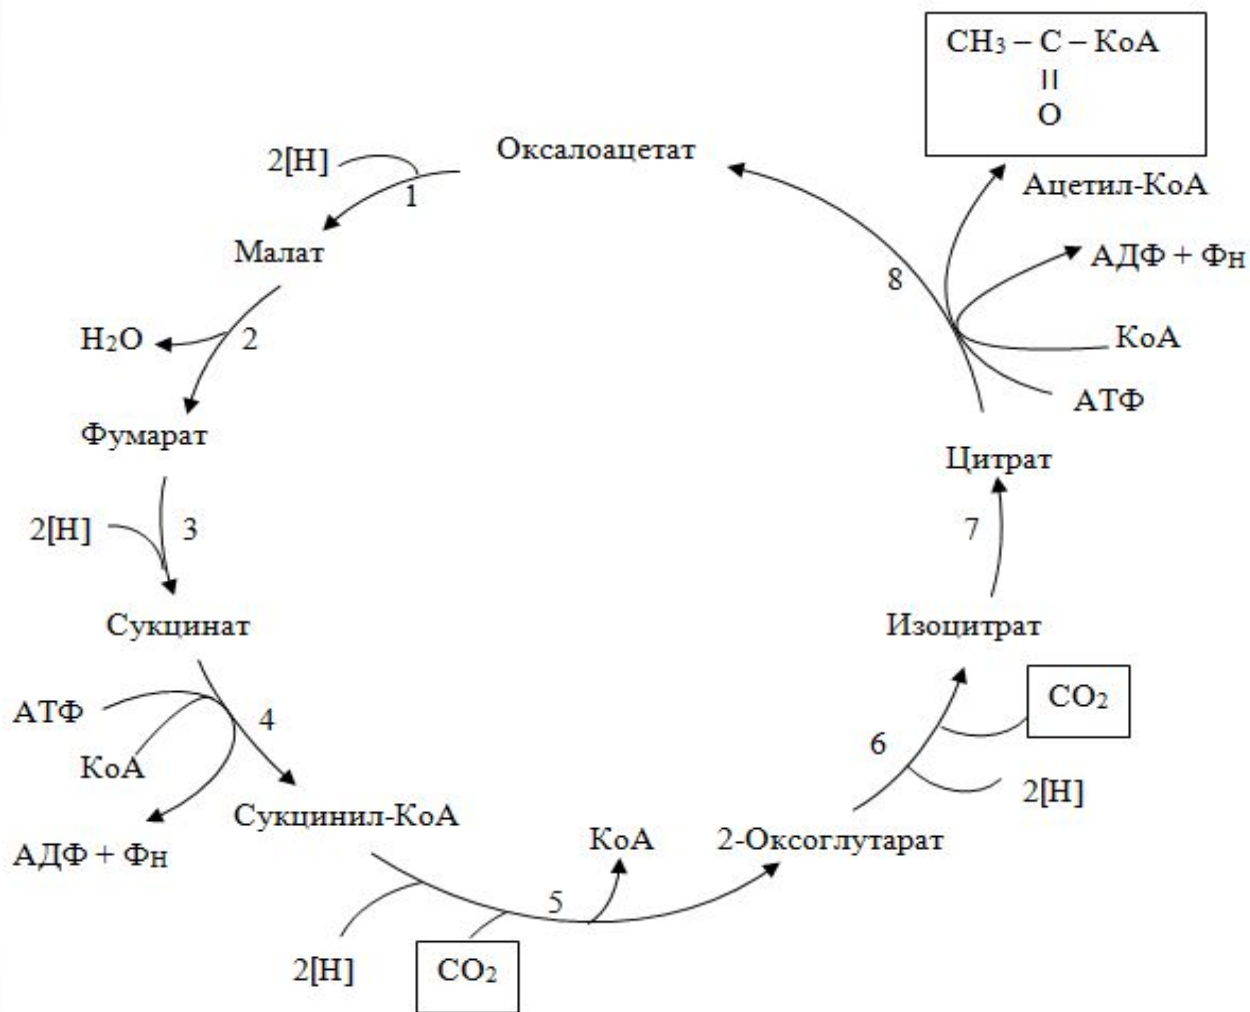 CH₃ – C – КоА
=
O
Оксалоацетат
2[H]
1
Ацетил-КоА
Малат
АДФ + Фн
8
H₂O
2
КоА
АТФ
Фумарат
Цитрат
2[H]
3
7
Сукцинат
Изоцитрат
CO₂
АТФ
4
6
КоА
2[H]
Сукцинил-КоА
КоА
2-Оксоглутарат
АДФ + Фн
5
2[H]
CO₂